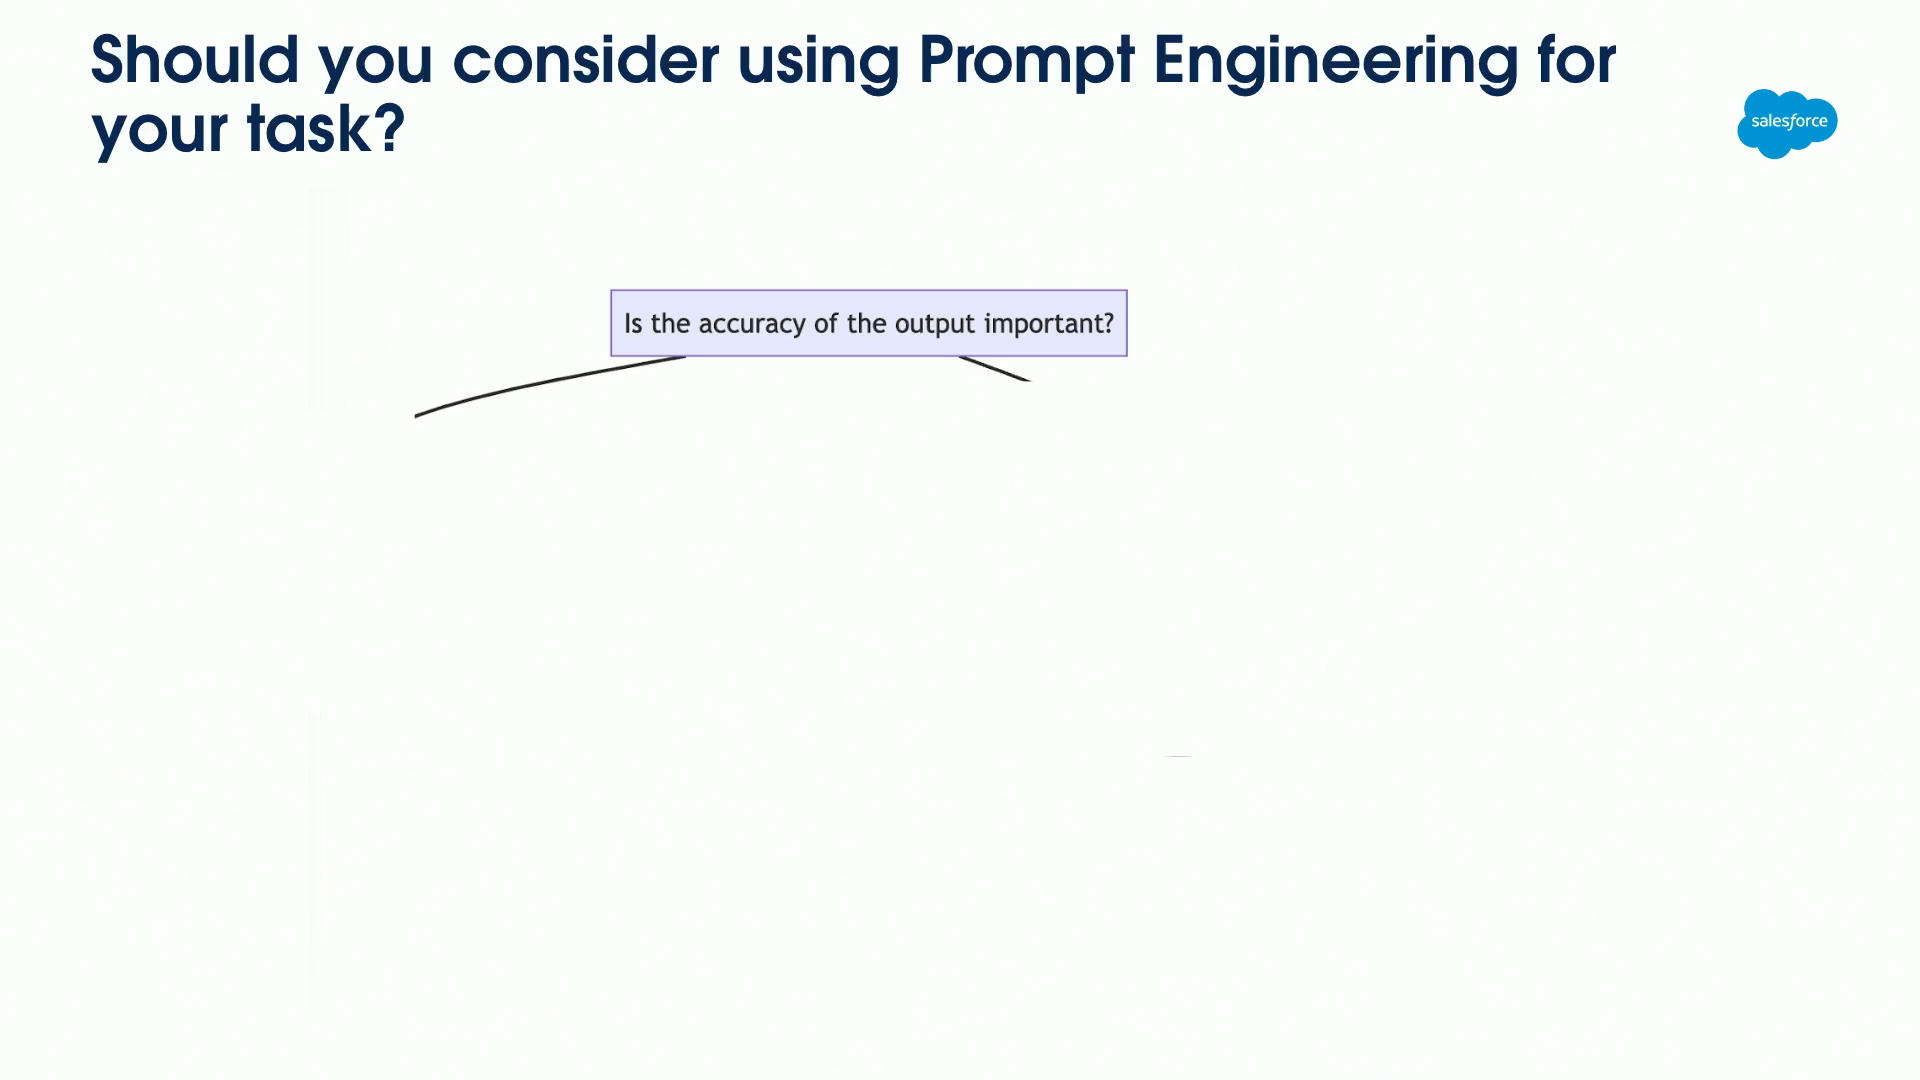 Should you consider using Prompt Engineering for
your task?
salesforce
Is the accuracy of the output important?